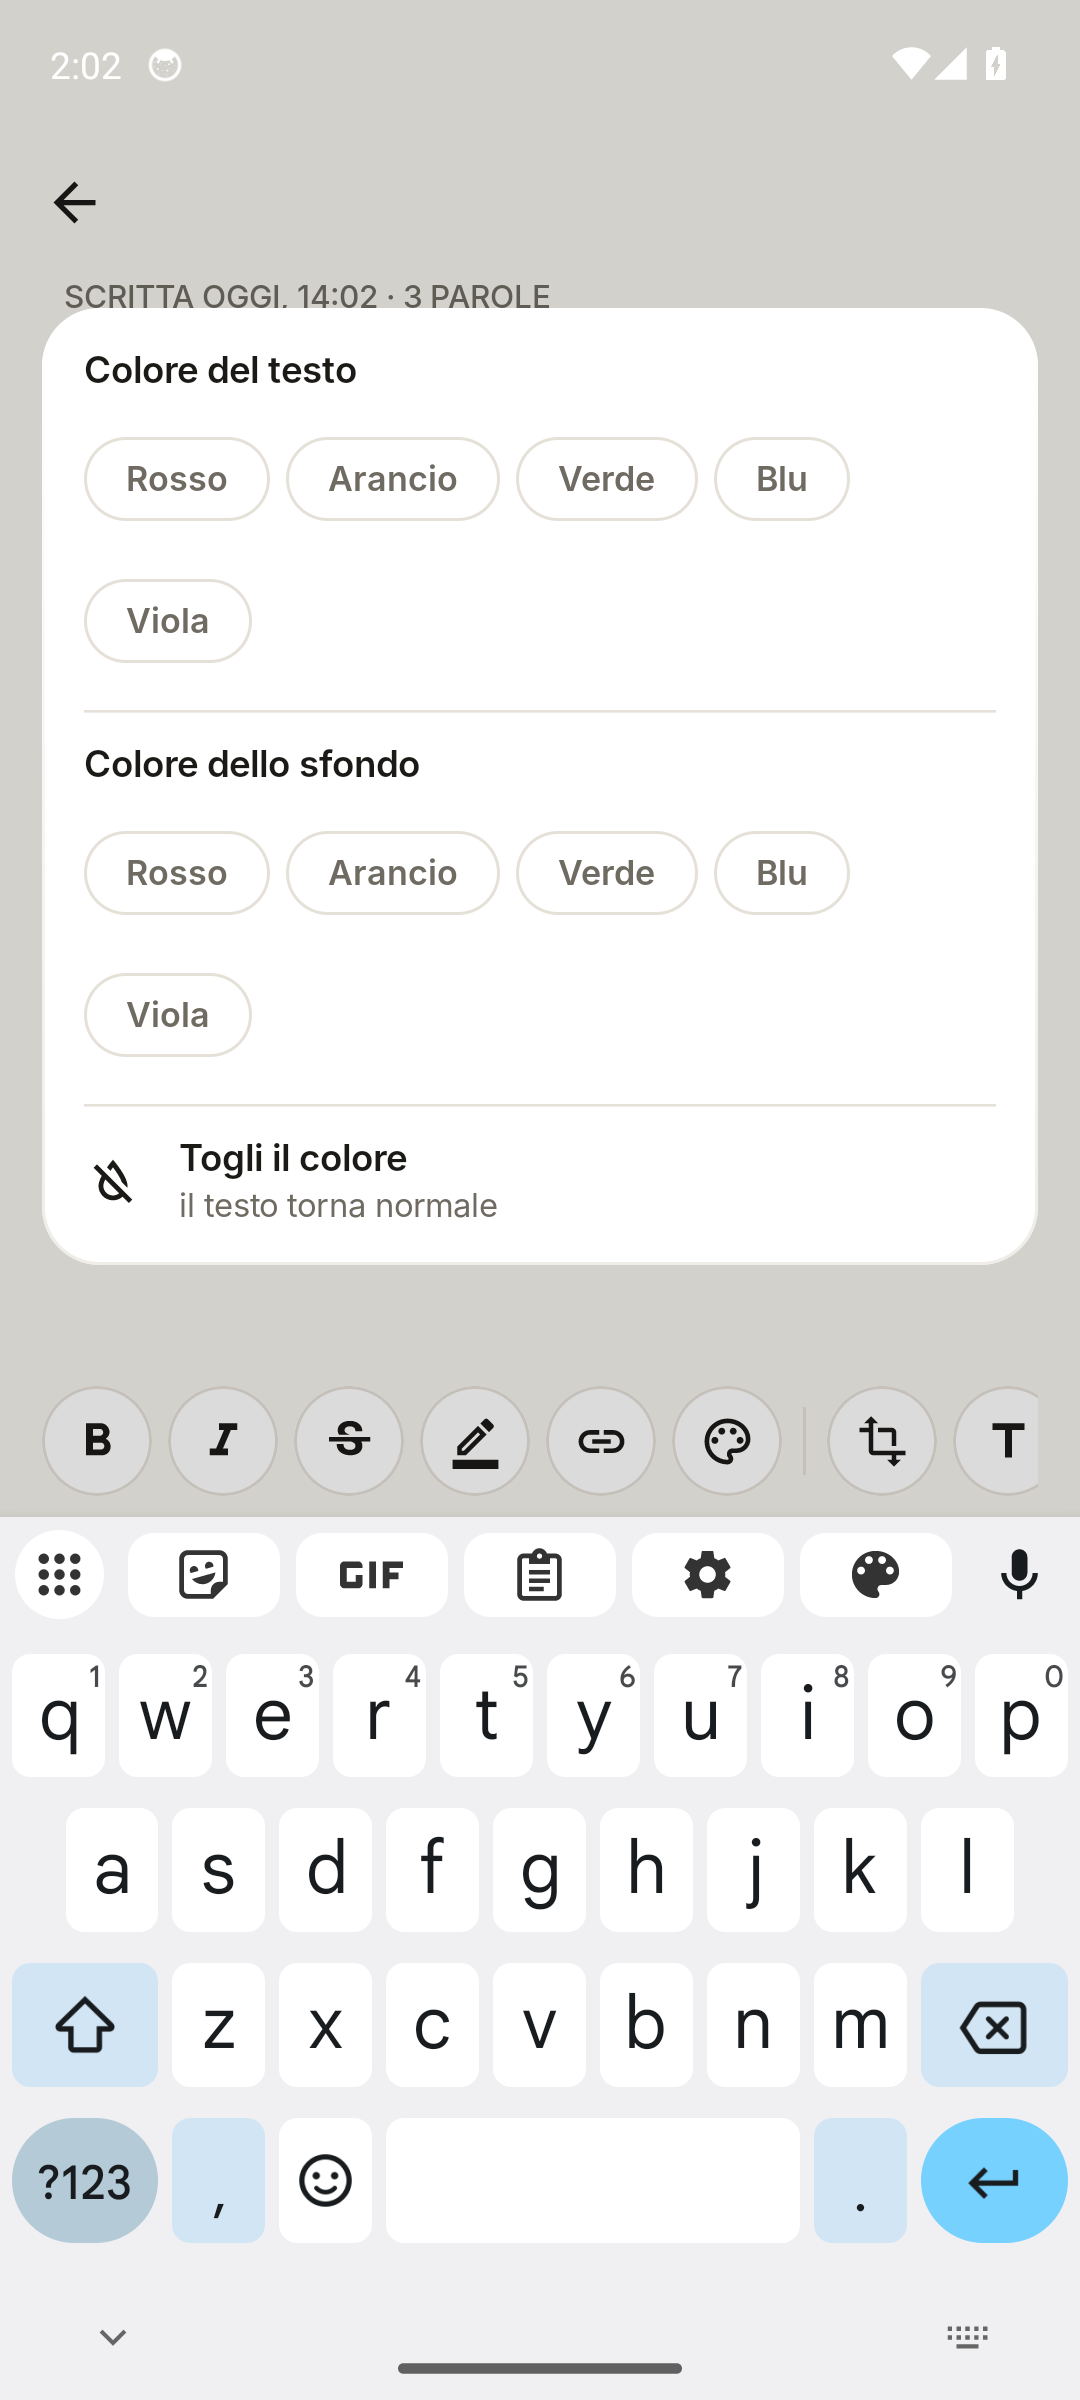 2:02
SCRITTA OGGI, 14:02 · 3 PAROLE
Colore del testo
Rosso Arancio Verde Blu
Viola
Colore dello sfondo
Rosso Arancio Verde Blu
Viola
Togli il colore
il testo torna normale
B I S T
GIF
1 2 3 4 5 6 7 8 9 0
q w e r t y u i o p
a s d f g h j k l
z x c v b n m
?123 , .